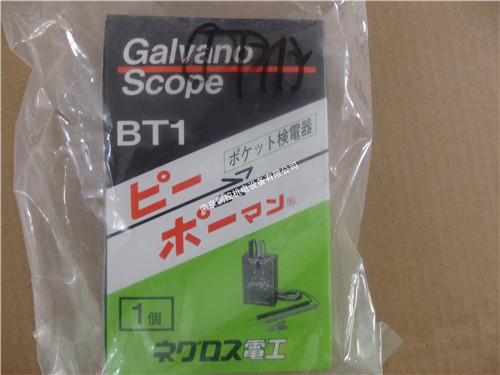 Galvano
Scope
BT1
ポケット検電器
ピー
ポーマン®
1個
ネグロス電工